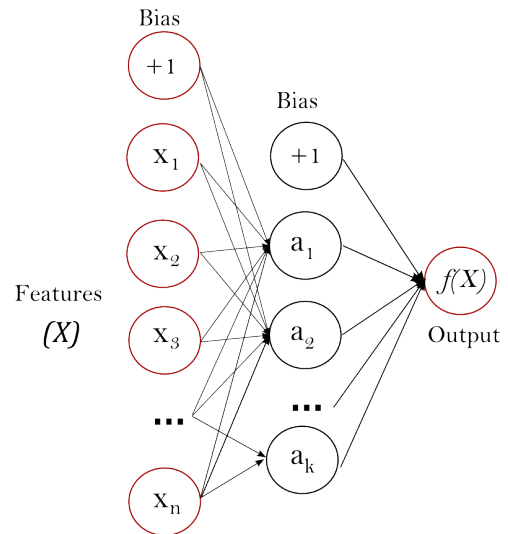 Bias
+1
x1
x2
x3
...
xn
Features
(X)
Bias
+1
a1
a2
...
ak
f(X)
Output